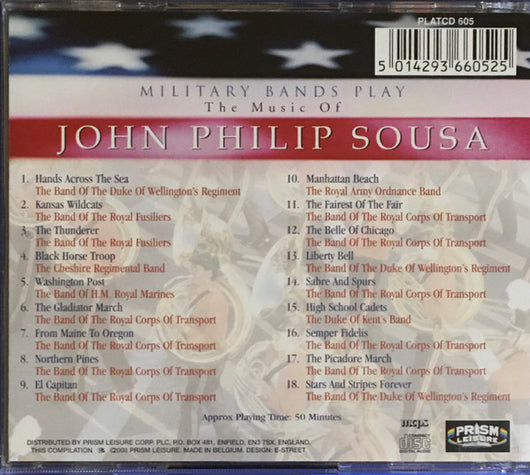 PLATCD 605
5 014293 660525
MILITARY BANDS PLAY
The Music Of
JOHN PHILIP SOUSA
1. Hands Across The Sea
The Band Of The Duke Of Wellington's Regiment
2. Kansas Wildcats
The Band Of The Royal Fusiliers
3. The Thunderer
The Band Of The Royal Fusiliers
4. Black Horse Troop
The Cheshire Regimental Band
5. Washington Post
The Band Of H.M. Royal Marines
6. The Gladiator March
The Band Of The Royal Corps Of Transport
7. From Maine To Oregon
The Band Of The Royal Corps Of Transport
8. Northern Pines
The Band Of The Royal Corps Of Transport
9. El Capitan
The Band Of The Royal Corps Of Transport
10. Manhattan Beach
The Royal Army Ordnance Band
11. The Fairest Of The Fair
The Band Of The Royal Corps Of Transport
12. The Belle Of Chicago
The Band Of The Royal Corps Of Transport
13. Liberty Bell
The Band Of The Duke Of Wellington's Regiment
14. Sabre And Spurs
The Band Of The Royal Corps Of Transport
15. High School Cadets
The Duke Of Kent's Band
16. Semper Fidelis
The Band Of The Royal Corps Of Transport
17. The Picadore March
The Band Of The Royal Corps Of Transport
18. Stars And Stripes Forever
The Band Of The Duke Of Wellington's Regiment
Approx Playing Time: 50 Minutes
DISTRIBUTED BY PRISM LEISURE CORP. PLC, P.O. BOX 481, ENFIELD, EN3 7SX, ENGLAND.
THIS COMPILATION ℗ ©2000 PRISM LEISURE. MADE IN BELGIUM. DESIGN: E-STREET.
mcps
COMPACT
disc
DIGITAL AUDIO
PRISM
LEISURE